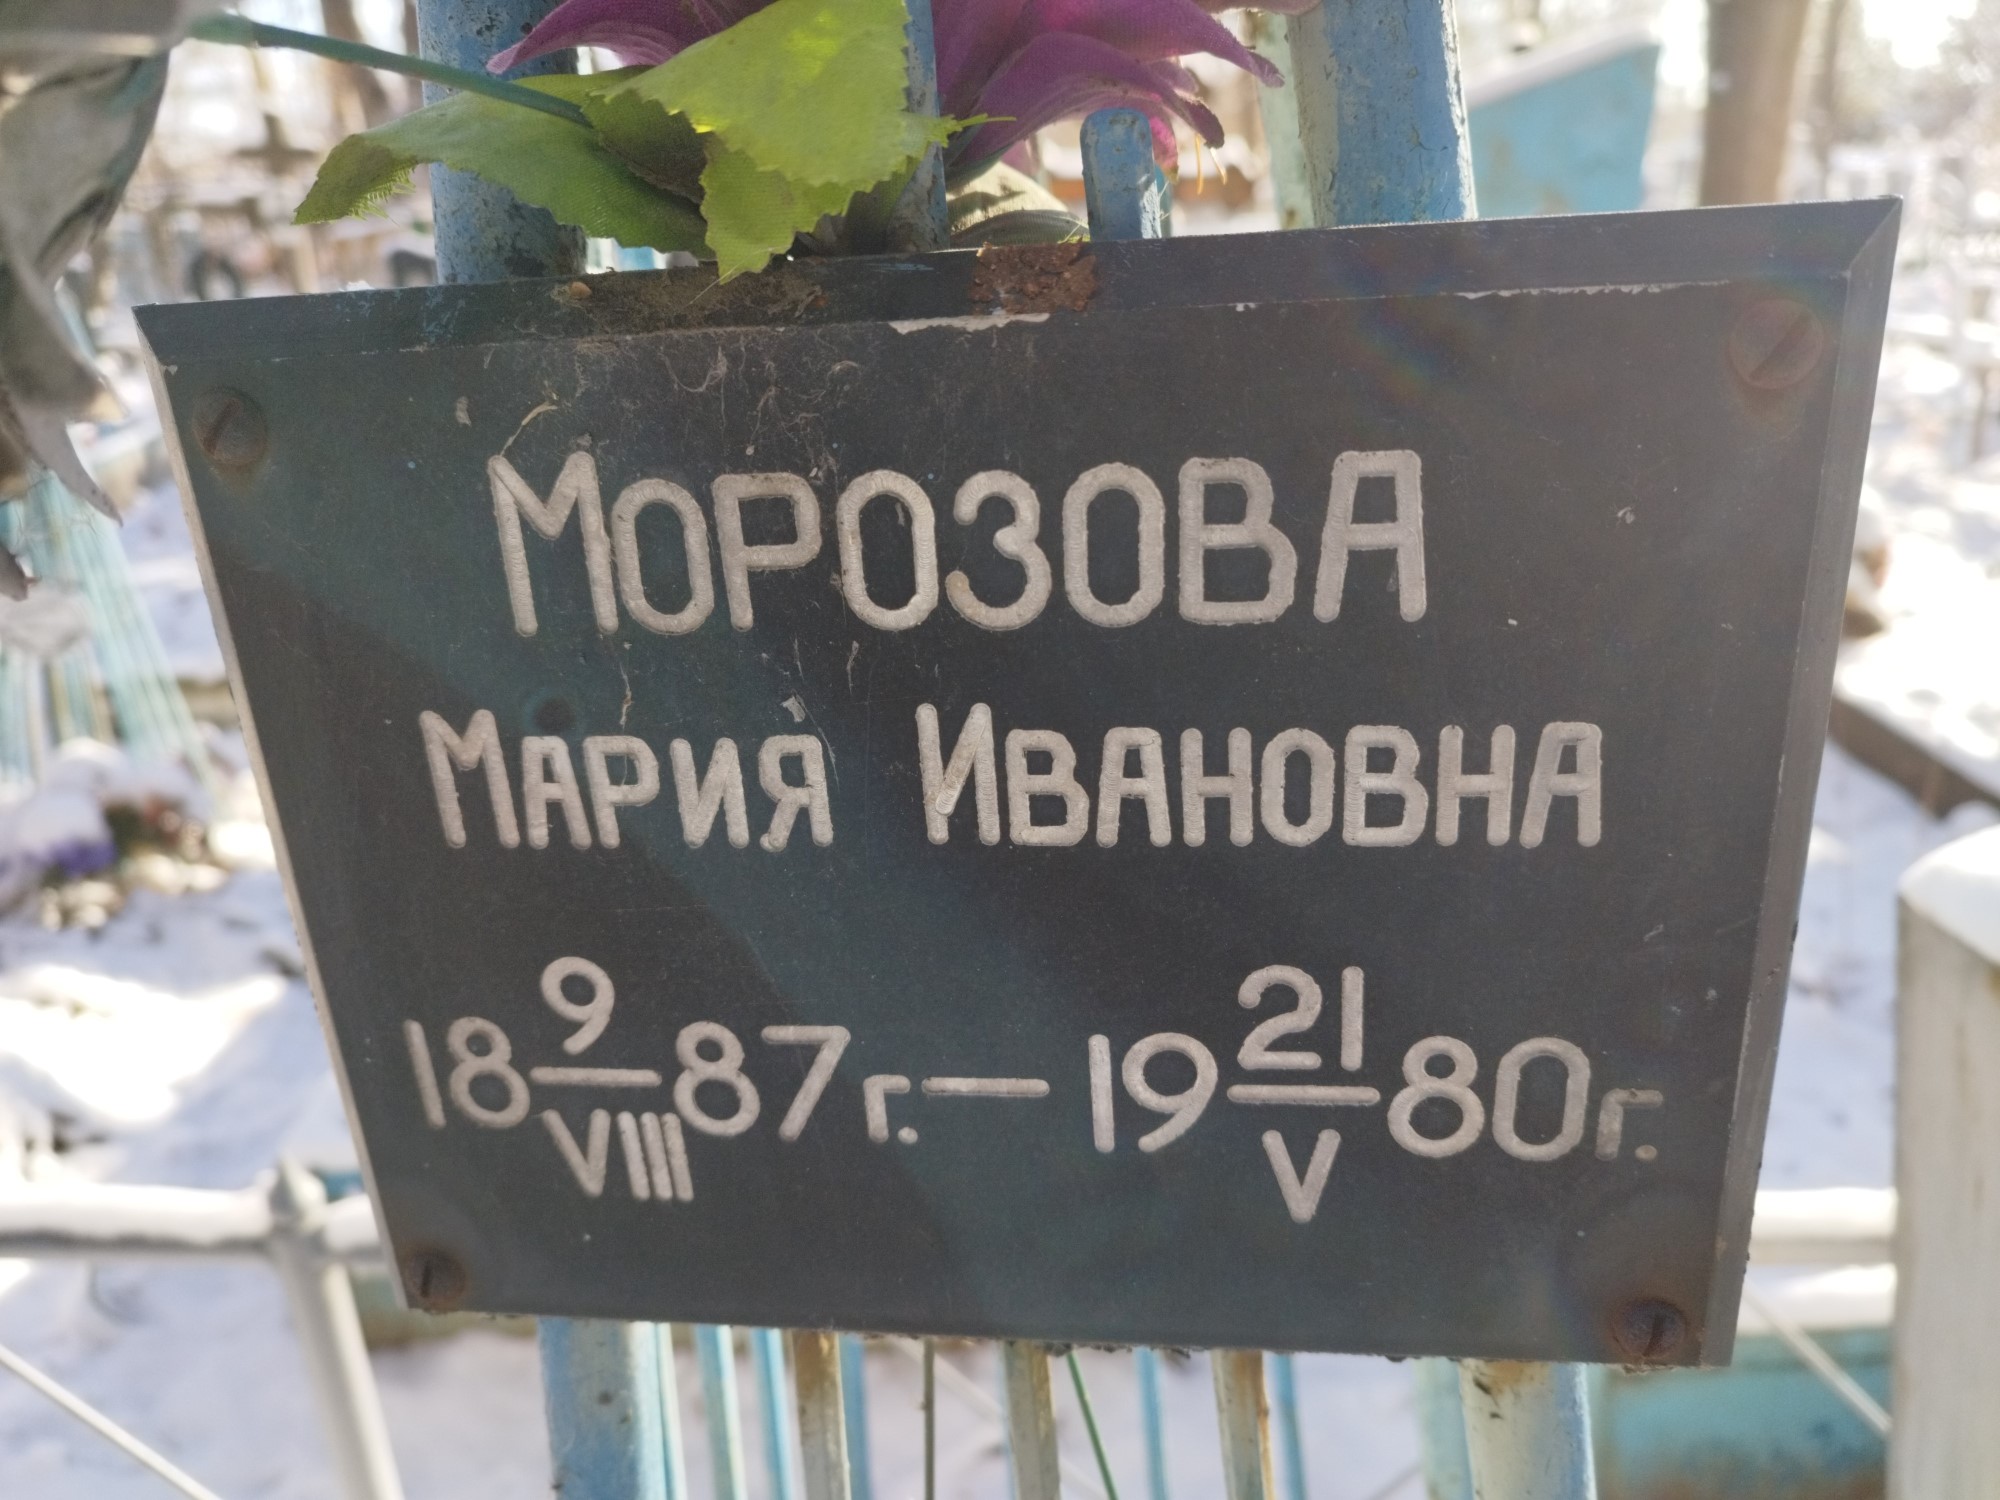 МОРОЗОВА
МАРИЯ ИВАНОВНА
18 9/VIII 87 г. — 19 21/V 80 г.